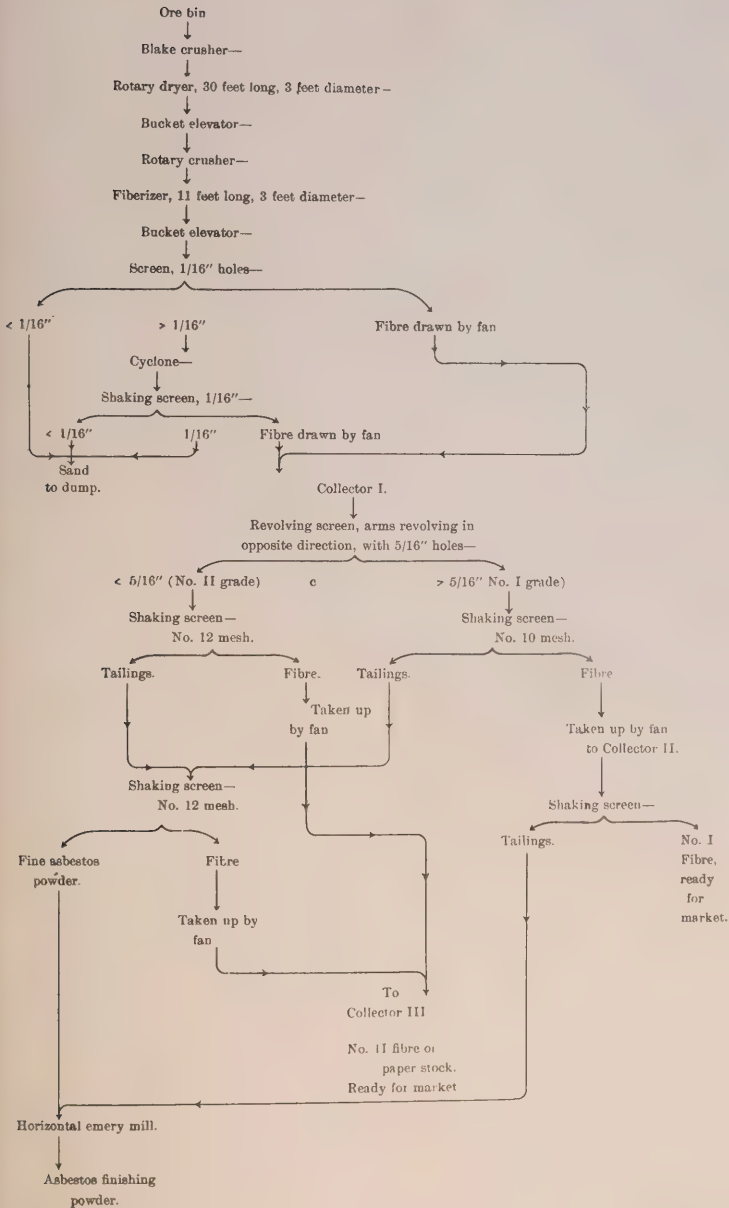 Ore bin
Blake crusher—
Rotary dryer, 30 feet long, 3 feet diameter—
Bucket elevator—
Rotary crusher—
Fiberizer, 11 feet long, 3 feet diameter—
Bucket elevator—
Screen, 1/16" holes—
< 1/16" > 1/16" Fibre drawn by fan
Cyclone—
Shaking screen, 1/16"—
< 1/16" 1/16" Fibre drawn by fan
Sand
to dump.
Collector I.
Revolving screen, arms revolving in
opposite direction, with 5/16" holes—
< 5/16" (No. II grade) c > 5/16" No. I grade)
Shaking screen— Shaking screen—
No. 12 mesh. No. 10 mesh.
Tailings. Fibre. Tailings. Fibre
Taken up
by fan
Taken up by fan
to Collector II.
Shaking screen—
No. 12 mesh.
Shaking screen—
Tailings. No. I
Fibre,
ready
for
market.
Fine asbestos
powder.
Fibre
Taken up by
fan
To
Collector III
No. II fibre or
paper stock.
Ready for market
Horizontal emery mill.
Asbestos finishing
powder.